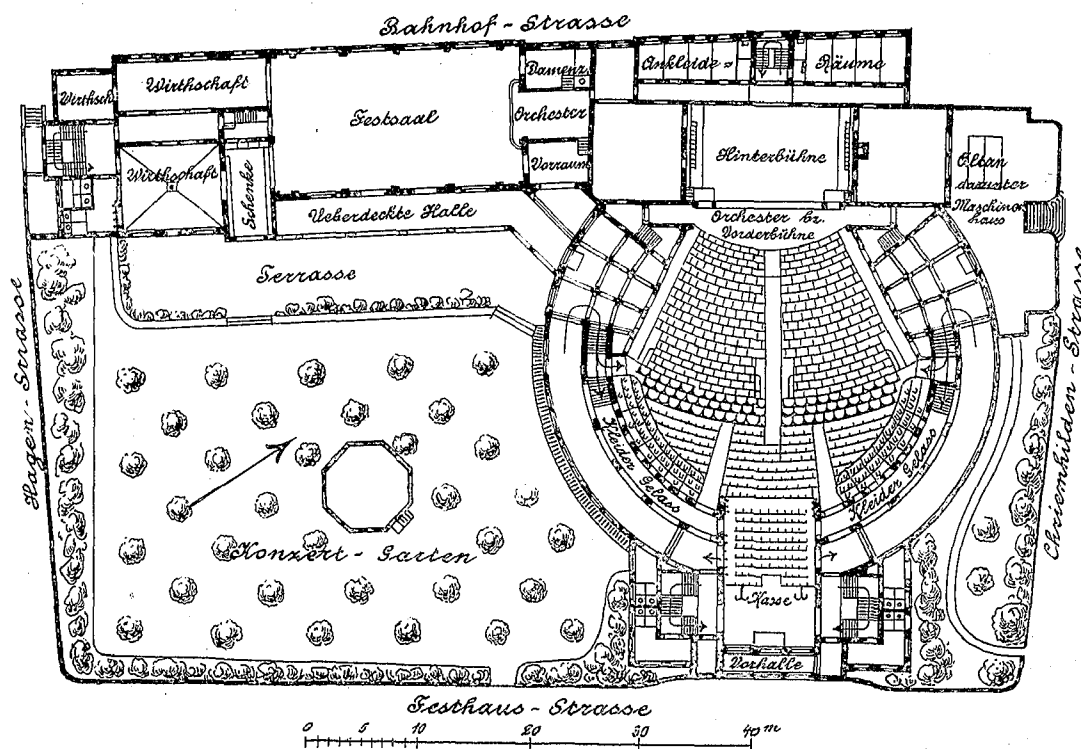 Bahnhof - Strasse
Wirthsch.
Wirthschaft
Festsaal
Damenz.
Orchester
Vorraum
Ankleide =
Räume
Hinterbühne
Altan
darunter
Maschinen-
haus
Wirthschaft
Schenke
Ueberdeckte Halle
Orchester bz.
Vorderbühne
Terrasse
Hagen - Strasse
Chriemhilden - Strasse
Kleider Gelass
Kleider Gelass
Konzert - Garten
Kasse
Vorhalle
Festhaus - Strasse
0 5 10 20 30 40 m